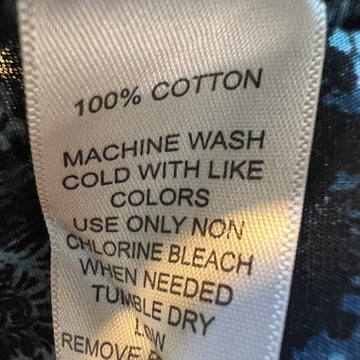 100% COTTON
MACHINE WASH
COLD WITH LIKE
COLORS
USE ONLY NON
CHLORINE BLEACH
WHEN NEEDED
TUMBLE DRY
LOW
REMOVE